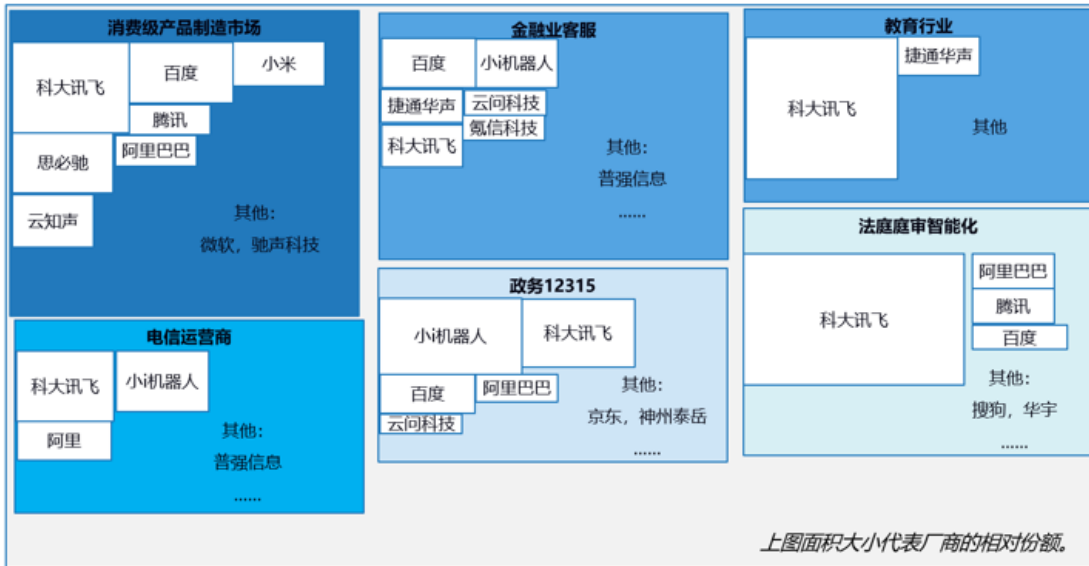 消费级产品制造市场
科大讯飞
百度
小米
腾讯
思必驰
阿里巴巴
云知声
其他：
微软，驰声科技
金融业客服
百度
小i机器人
捷通华声
云问科技
氪信科技
科大讯飞
其他：
普强信息
......
教育行业
科大讯飞
捷通华声
其他
电信运营商
科大讯飞
小i机器人
阿里
其他：
普强信息
......
政务12315
小i机器人
科大讯飞
百度
阿里巴巴
云问科技
其他：
京东，神州泰岳
......
法庭庭审智能化
科大讯飞
阿里巴巴
腾讯
百度
其他：
搜狗，华宇
......
上图面积大小代表厂商的相对份额。